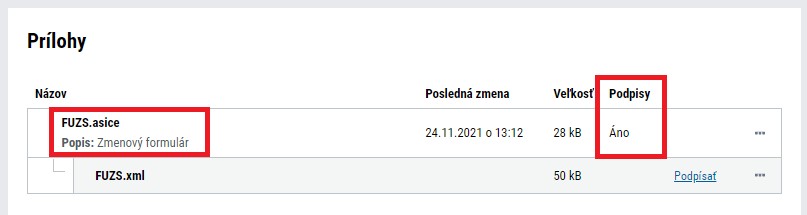 Prílohy
Názov Posledná zmena Veľkosť Podpisy
FUZS.asice
Popis: Zmenový formulár
24.11.2021 o 13:12 28 kB Áno ···
FUZS.xml 50 kB Podpísať ···